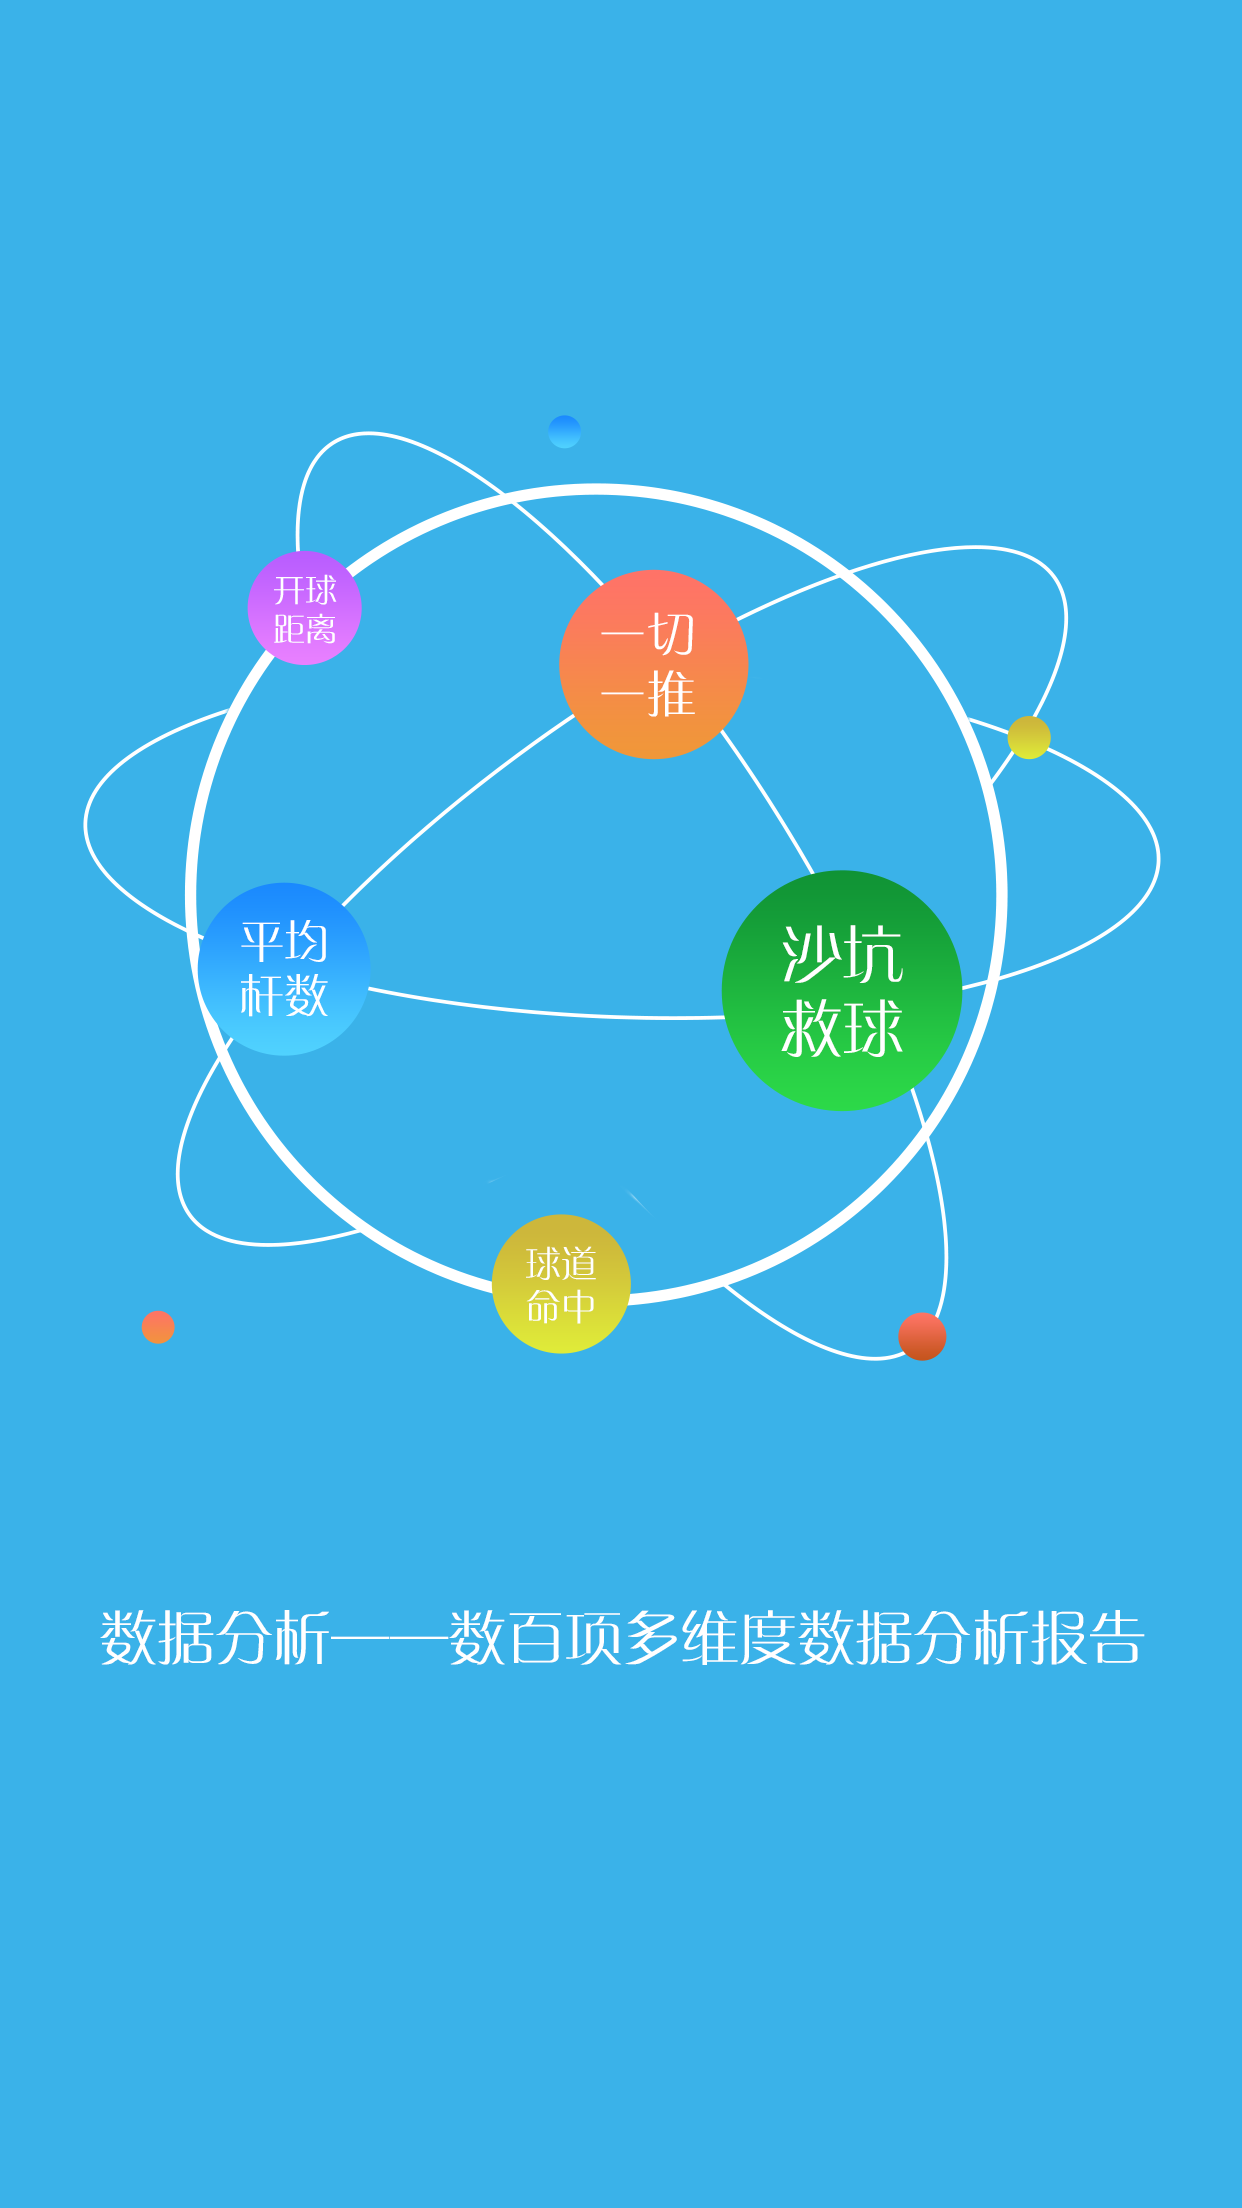 开球
距离
一切
一推
平均
杆数
沙坑
救球
球道
命中
数据分析——数百项多维度数据分析报告